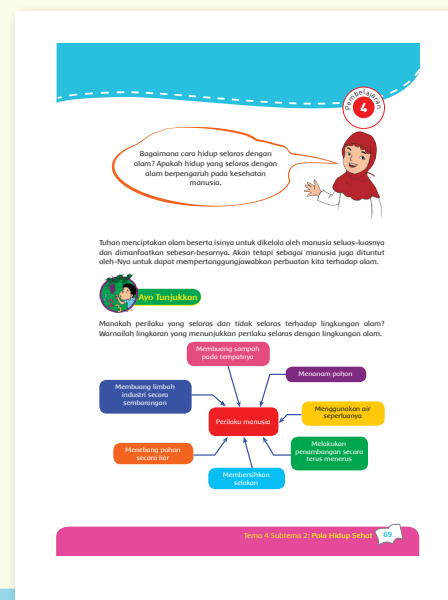 Pembelajaran
4
Bagaimana cara hidup selaras dengan
alam? Apakah hidup yang selaras dengan
alam berpengaruh pada kesehatan
manusia.
Tuhan menciptakan alam beserta isinya untuk dikelola oleh manusia seluas-luasnya
dan dimanfaatkan sebesar-besarnya. Akan tetapi sebagai manusia juga dituntut
oleh-Nya untuk dapat mempertanggungjawabkan perbuatan kita terhadap alam.
Ayo Tunjukkan
Manakah perilaku yang selaras dan tidak selaras terhadap lingkungan alam?
Warnailah lingkaran yang menunjukkan perilaku selaras dengan lingkungan alam.
Membuang sampah
pada tempatnya
Menanam pohon
Membuang limbah
industri secara
sembarangan
Menggunakan air
seperlunya
Perilaku manusia
Melakukan
penambangan secara
terus menerus
Menebang pohon
secara liar
Membersihkan
selokan
Tema 4 Subtema 2: Pola Hidup Sehat
69